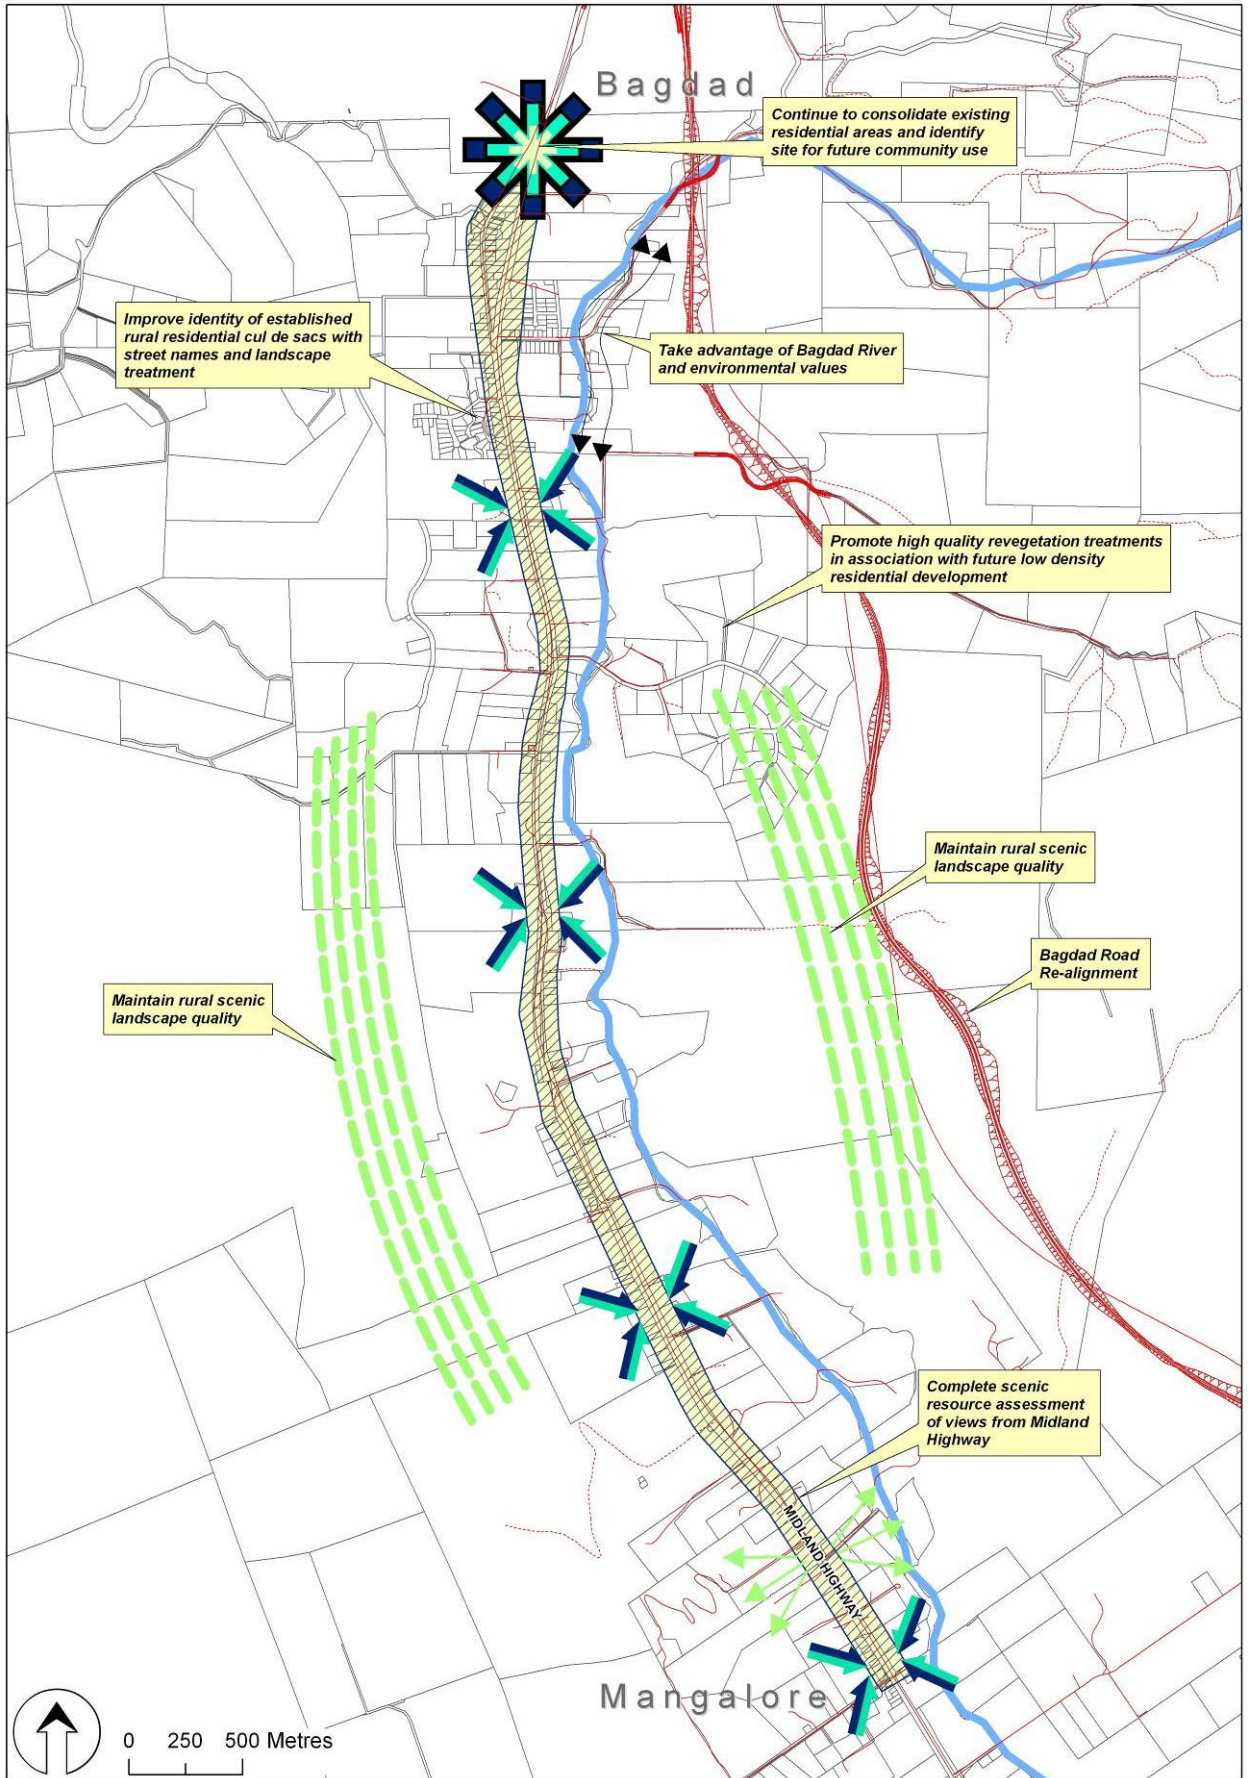 Bagdad
Continue to consolidate existing
residential areas and identify
site for future community use
Improve identity of established
rural residential cul de sacs with
street names and landscape
treatment
Take advantage of Bagdad River
and environmental values
Promote high quality revegetation treatments
in association with future low density
residential development
Maintain rural scenic
landscape quality
Bagdad Road
Re-alignment
Maintain rural scenic
landscape quality
Complete scenic
resource assessment
of views from Midland
Highway
MIDLAND HIGHWAY
Mangalore
0 250 500 Metres